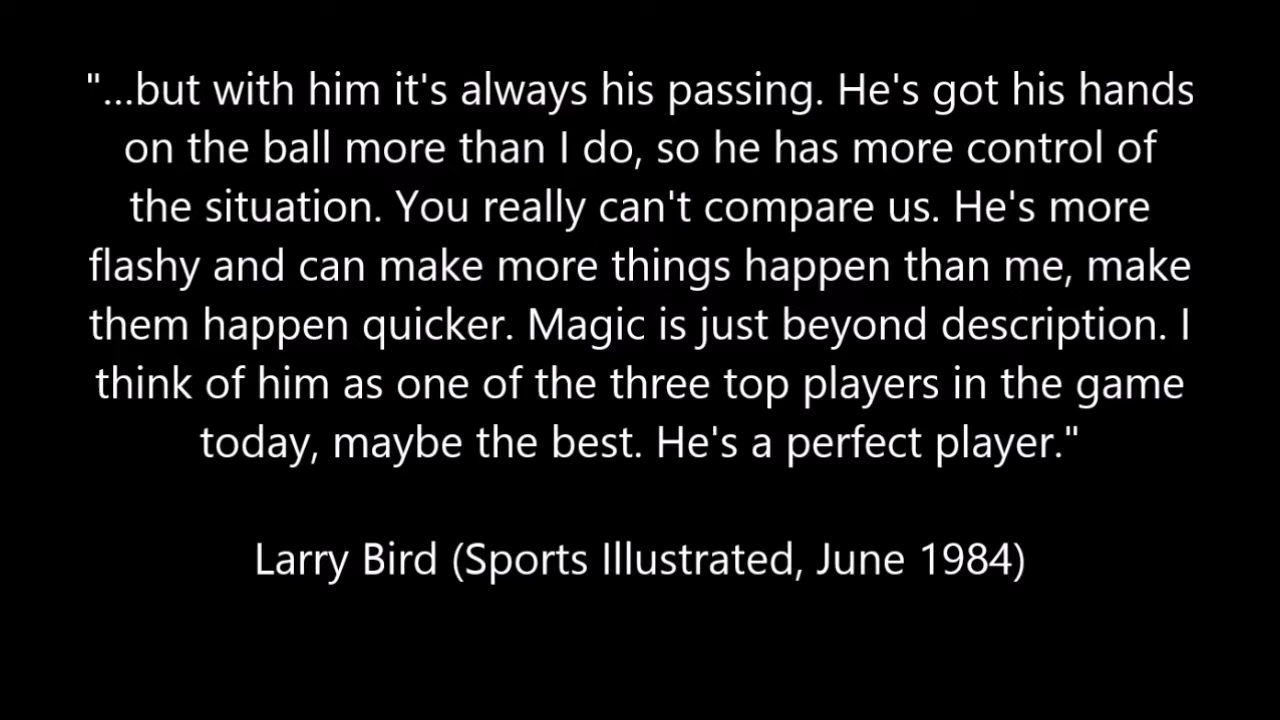 "...but with him it's always his passing. He's got his hands
on the ball more than I do, so he has more control of
the situation. You really can't compare us. He's more
flashy and can make more things happen than me, make
them happen quicker. Magic is just beyond description. I
think of him as one of the three top players in the game
today, maybe the best. He's a perfect player."
Larry Bird (Sports Illustrated, June 1984)